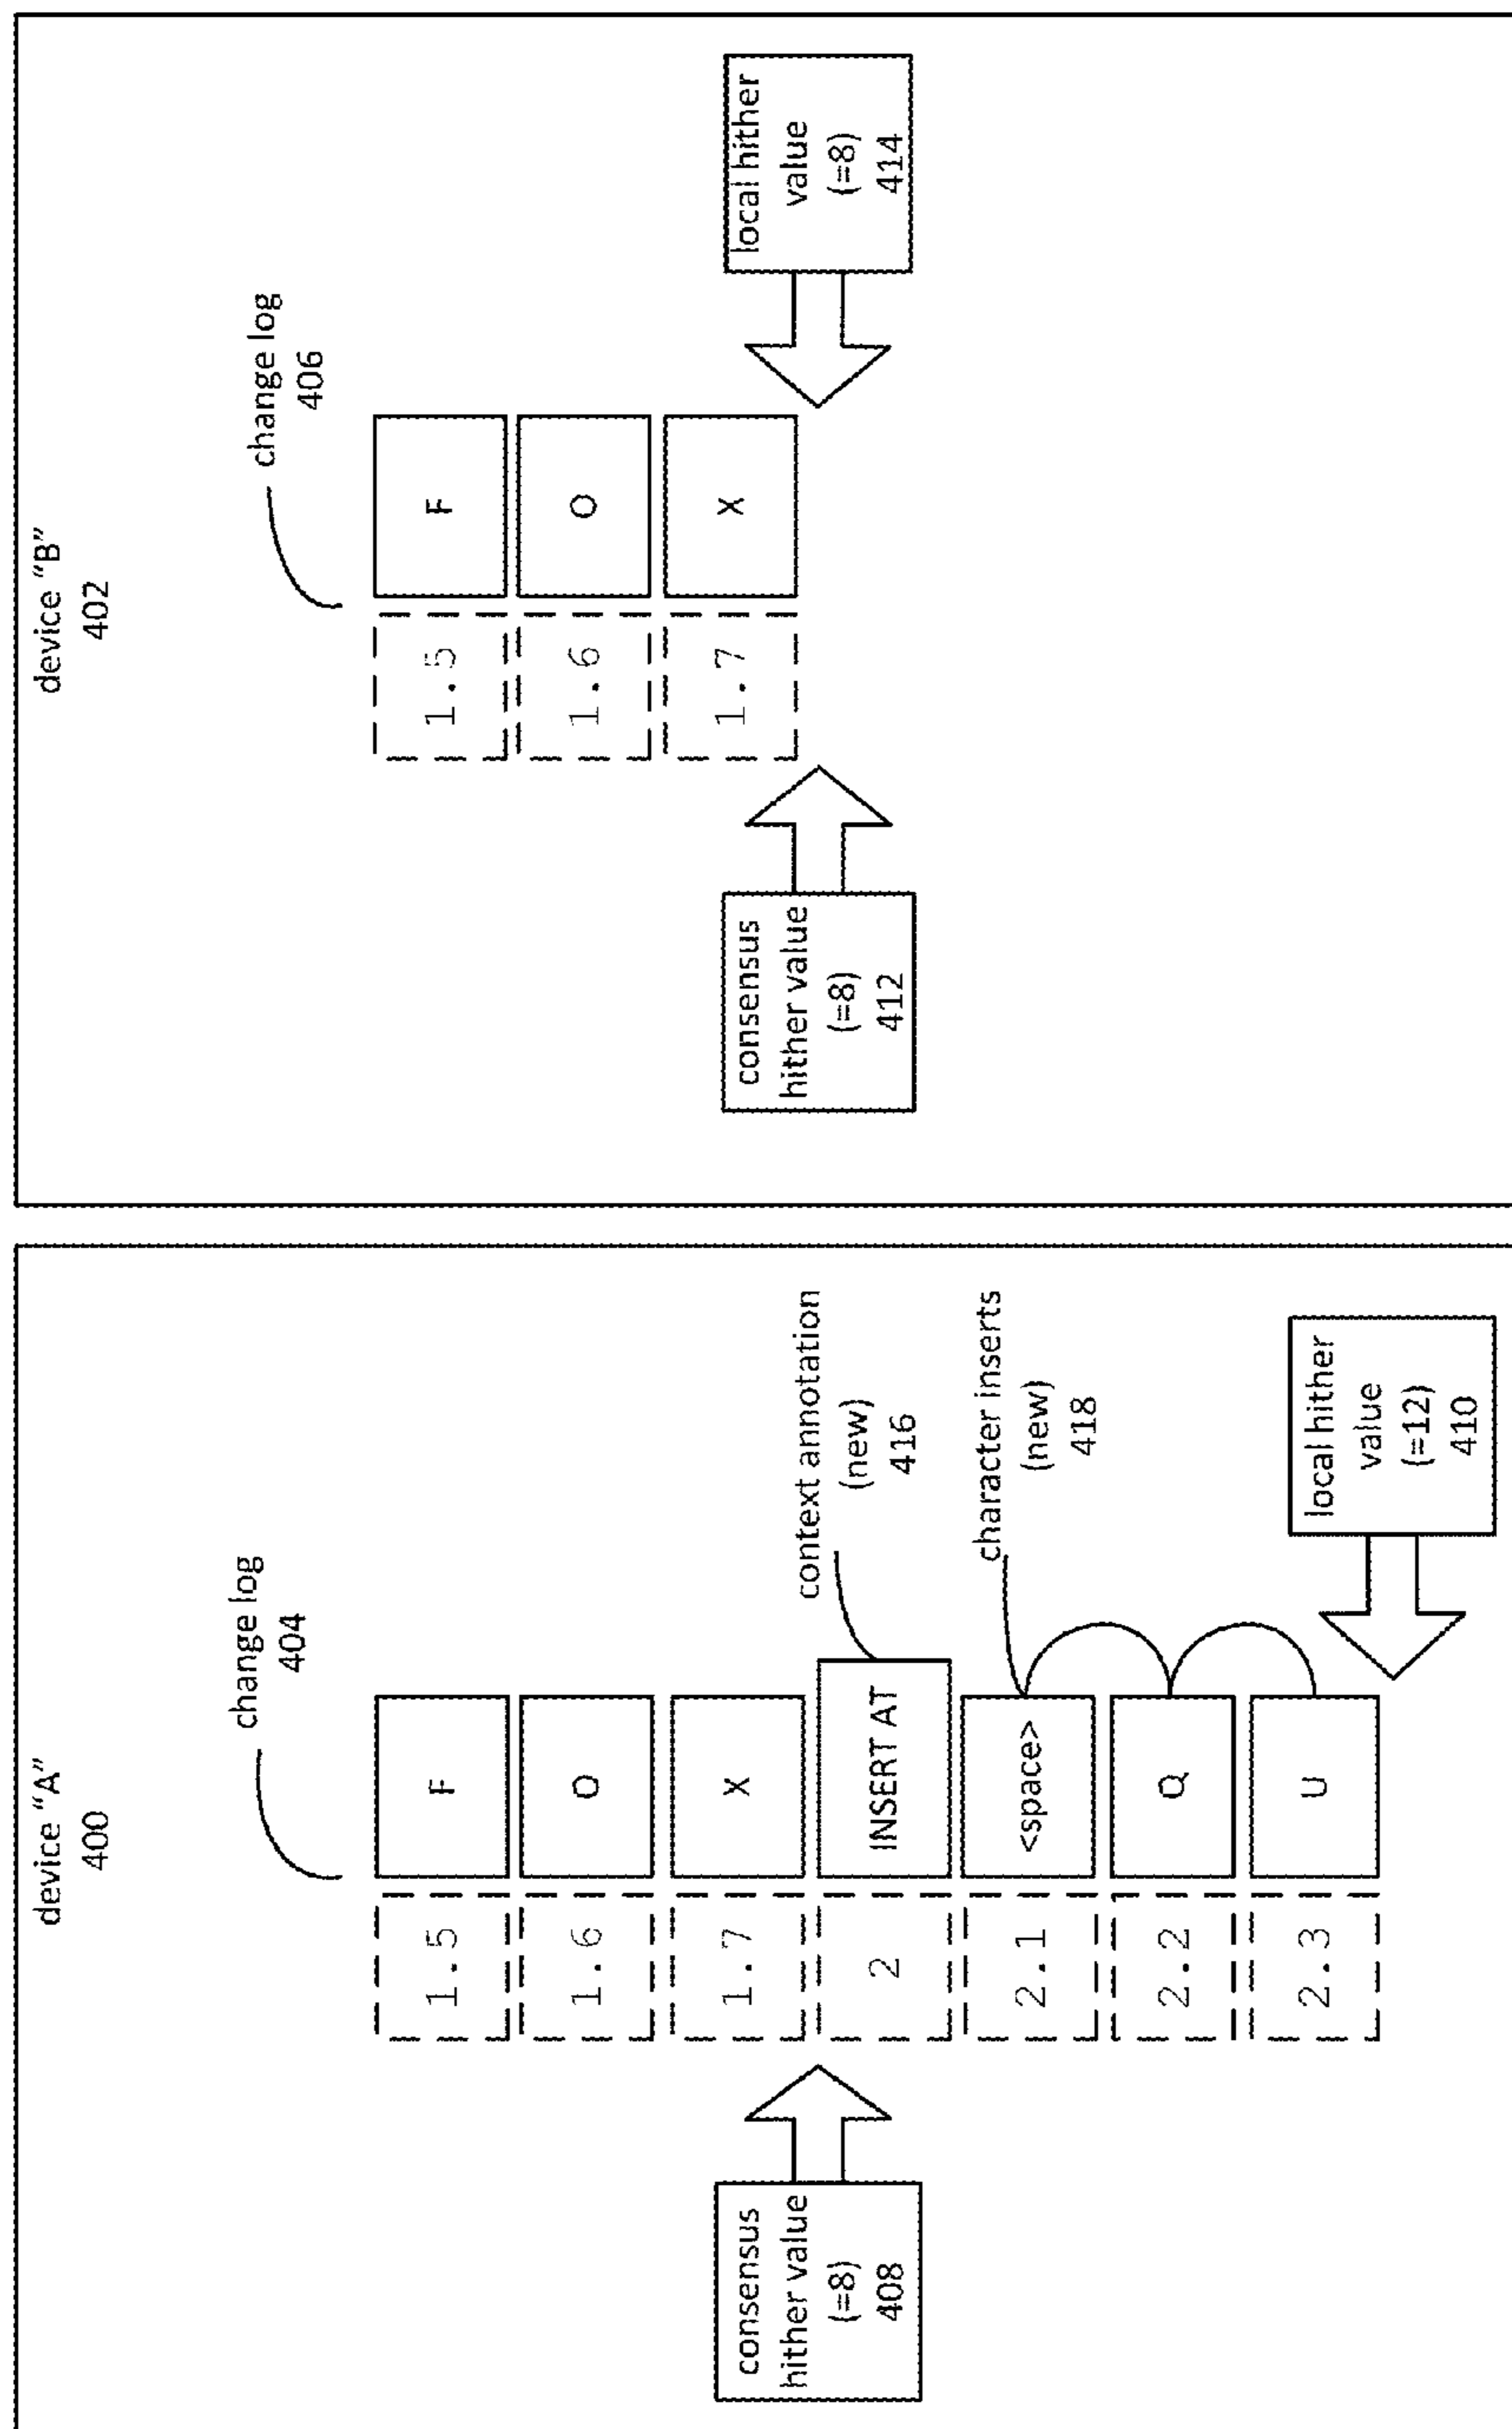 device “A”
400
change log
404
1.5
F
1.6
O
1.7
X
2
INSERT AT
2.1
<space>
2.2
Q
2.3
U
consensus
hither value
(=8)
408
context annotation
(new)
416
character inserts
(new)
418
local hither
value
(=12)
410
device “B”
402
change log
406
1.5
F
1.6
O
1.7
X
consensus
hither value
(=8)
412
local hither
value
(=8)
414